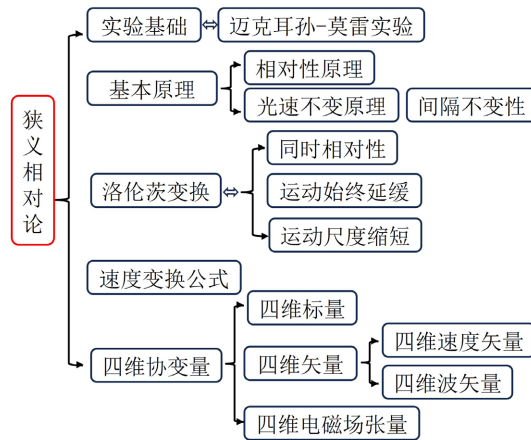 狭义相对论
实验基础
迈克耳孙-莫雷实验
基本原理
相对性原理
光速不变原理
间隔不变性
洛伦茨变换
同时相对性
运动始终延缓
运动尺度缩短
速度变换公式
四维协变量
四维标量
四维矢量
四维速度矢量
四维波矢量
四维电磁场张量